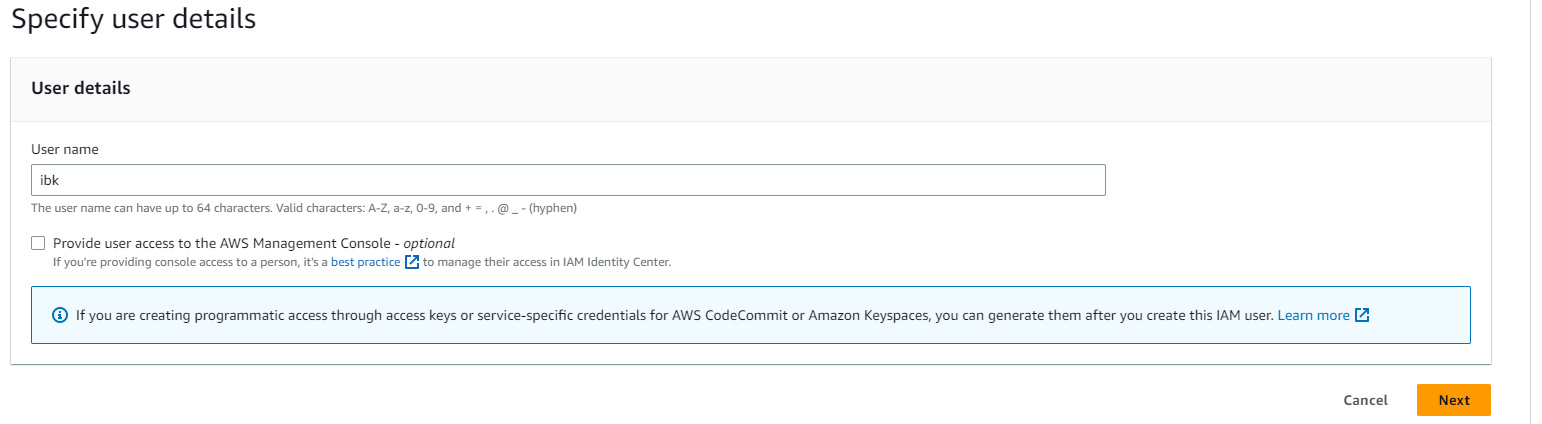 Specify user details
User details
User name
ibk
The user name can have up to 64 characters. Valid characters: A-Z, a-z, 0-9, and + = , . @ _ - (hyphen)
Provide user access to the AWS Management Console - optional
If you're providing console access to a person, it's a best practice to manage their access in IAM Identity Center.
If you are creating programmatic access through access keys or service-specific credentials for AWS CodeCommit or Amazon Keyspaces, you can generate them after you create this IAM user. Learn more
Cancel Next